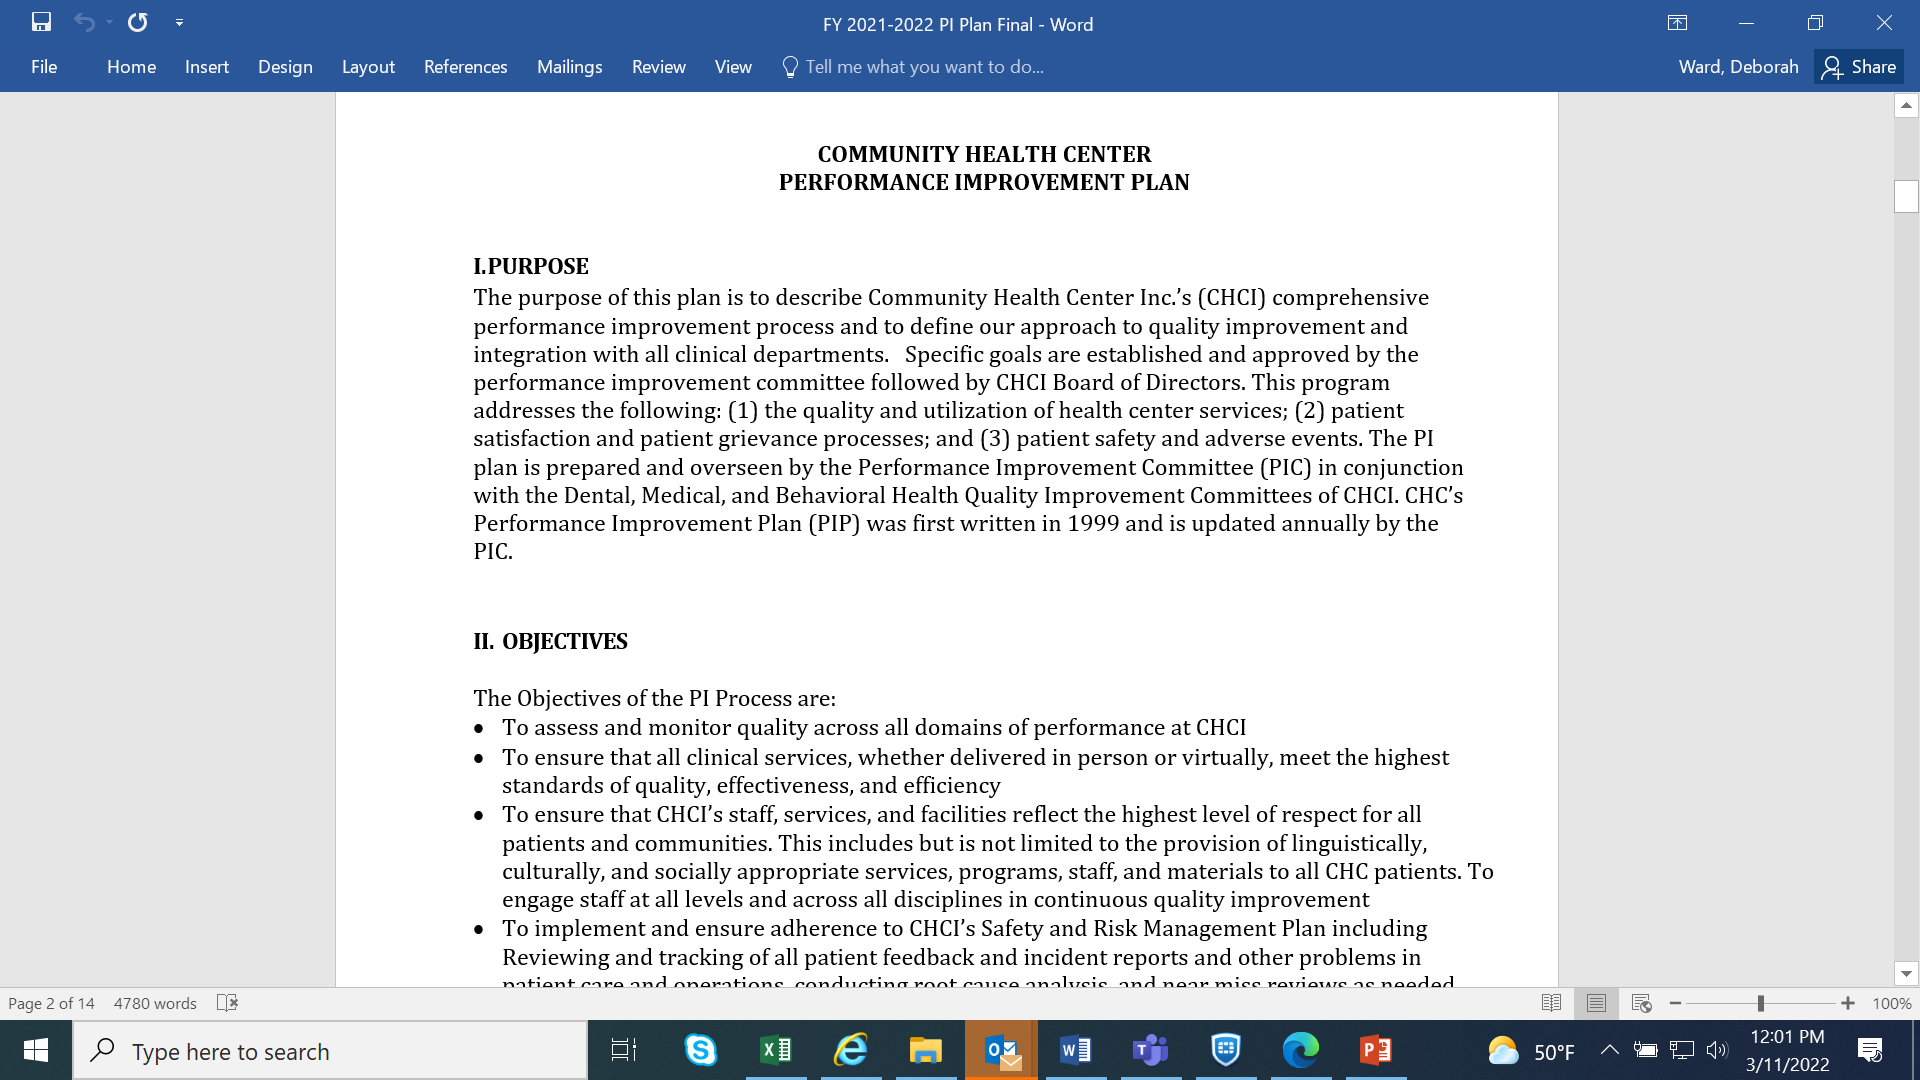 FY 2021-2022 PI Plan Final - Word
File Home Insert Design Layout References Mailings Review View Tell me what you want to do... Ward, Deborah Share
COMMUNITY HEALTH CENTER
PERFORMANCE IMPROVEMENT PLAN
I.PURPOSE
The purpose of this plan is to describe Community Health Center Inc.’s (CHCI) comprehensive
performance improvement process and to define our approach to quality improvement and
integration with all clinical departments.   Specific goals are established and approved by the
performance improvement committee followed by CHCI Board of Directors. This program
addresses the following: (1) the quality and utilization of health center services; (2) patient
satisfaction and patient grievance processes; and (3) patient safety and adverse events. The PI
plan is prepared and overseen by the Performance Improvement Committee (PIC) in conjunction
with the Dental, Medical, and Behavioral Health Quality Improvement Committees of CHCI. CHC’s
Performance Improvement Plan (PIP) was first written in 1999 and is updated annually by the
PIC.
II. OBJECTIVES
The Objectives of the PI Process are:
• To assess and monitor quality across all domains of performance at CHCI
• To ensure that all clinical services, whether delivered in person or virtually, meet the highest
standards of quality, effectiveness, and efficiency
• To ensure that CHCI’s staff, services, and facilities reflect the highest level of respect for all
patients and communities. This includes but is not limited to the provision of linguistically,
culturally, and socially appropriate services, programs, staff, and materials to all CHC patients. To
engage staff at all levels and across all disciplines in continuous quality improvement
• To implement and ensure adherence to CHCI’s Safety and Risk Management Plan including
Reviewing and tracking of all patient feedback and incident reports and other problems in
patient care and operations, conducting root cause analysis, and near miss reviews as needed
Page 2 of 14 4780 words 100%
Type here to search 50°F 12:01 PM
3/11/2022